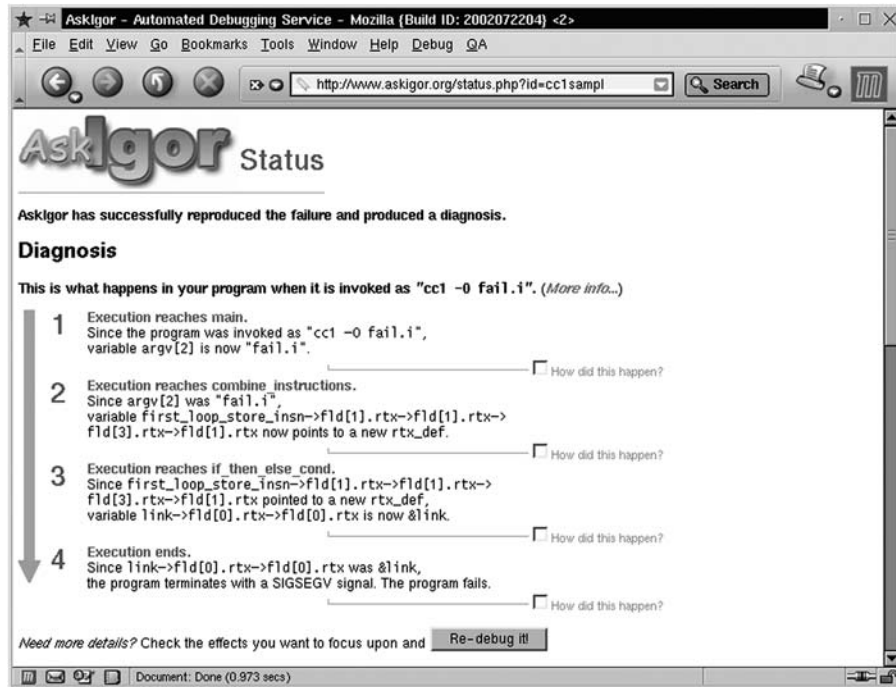 AskIgor - Automated Debugging Service - Mozilla {Build ID: 2002072204} <2>
File Edit View Go Bookmarks Tools Window Help Debug QA
http://www.askigor.org/status.php?id=cc1sampl Search
AskIgor Status
AskIgor has successfully reproduced the failure and produced a diagnosis.
Diagnosis
This is what happens in your program when it is invoked as "cc1 -O fail.i". (More info...)
1 Execution reaches main.
Since the program was invoked as "cc1 -O fail.i",
variable argv[2] is now "fail.i".
How did this happen?
2 Execution reaches combine_instructions.
Since argv[2] was "fail.i",
variable first_loop_store_insn->fld[1].rtx->fld[1].rtx->
fld[3].rtx->fld[1].rtx now points to a new rtx_def.
How did this happen?
3 Execution reaches if_then_else_cond.
Since first_loop_store_insn->fld[1].rtx->fld[1].rtx->
fld[3].rtx->fld[1].rtx pointed to a new rtx_def,
variable link->fld[0].rtx->fld[0].rtx is now &link.
How did this happen?
4 Execution ends.
Since link->fld[0].rtx->fld[0].rtx was &link,
the program terminates with a SIGSEGV signal. The program fails.
How did this happen?
Need more details? Check the effects you want to focus upon and Re-debug it!
Document: Done (0.973 secs)